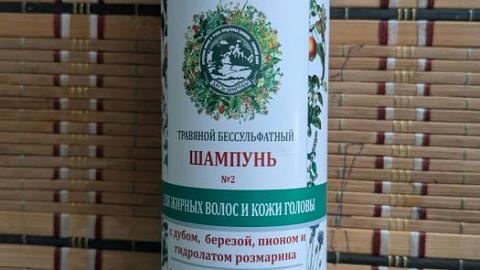 ТРАВЯНОЙ БЕССУЛЬФАТНЫЙ
ШАМПУНЬ
№2
ДЛЯ ЖИРНЫХ ВОЛОС И КОЖИ ГОЛОВЫ
с дубом, березой, пионом и
гидролатом розмарина